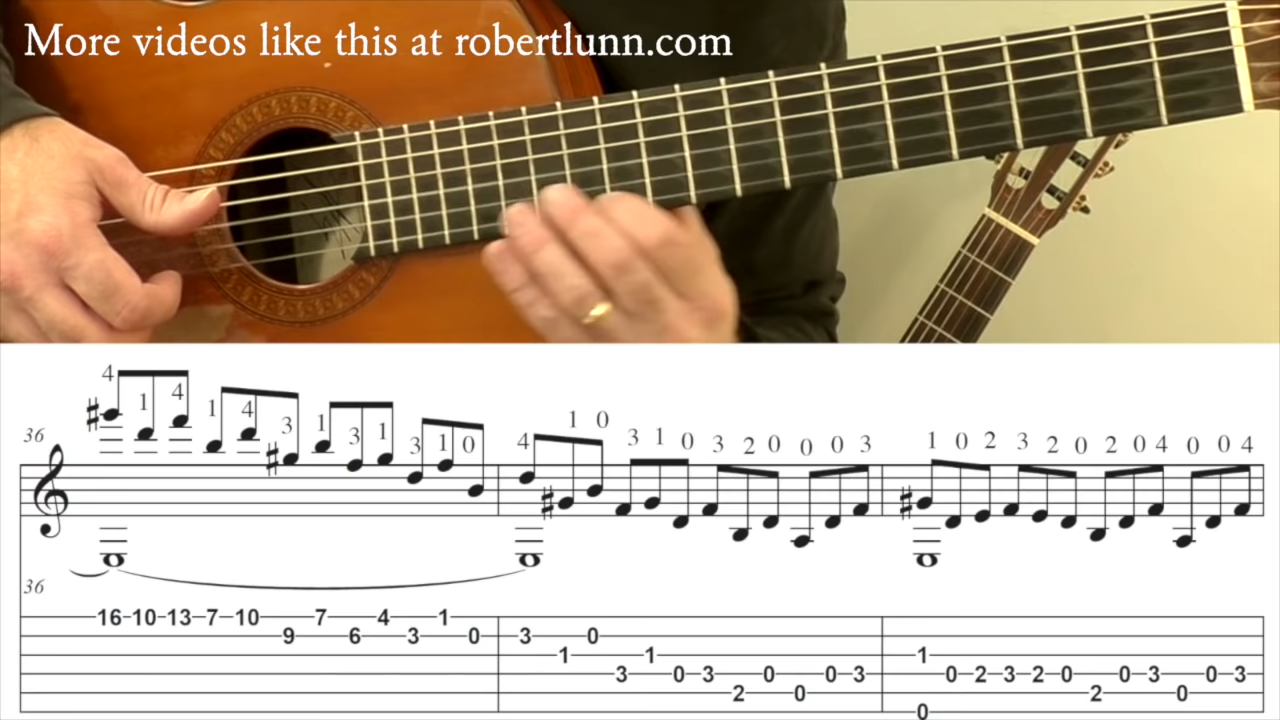 More videos like this at robertlunn.com
4 1 4 1 4 3 1 3 1 3 1 0 4 1 0 3 1 0 3 2 0 0 0 3 1 0 2 3 2 0 2 0 4 0 0 4
36
36
16 10 13 7 10 7 4 1
9 6 3 0 3 0
1 1 1
3 0 3 0 0 3 0 2 3 2 0 0 3 0 3
2 0 2 0
0